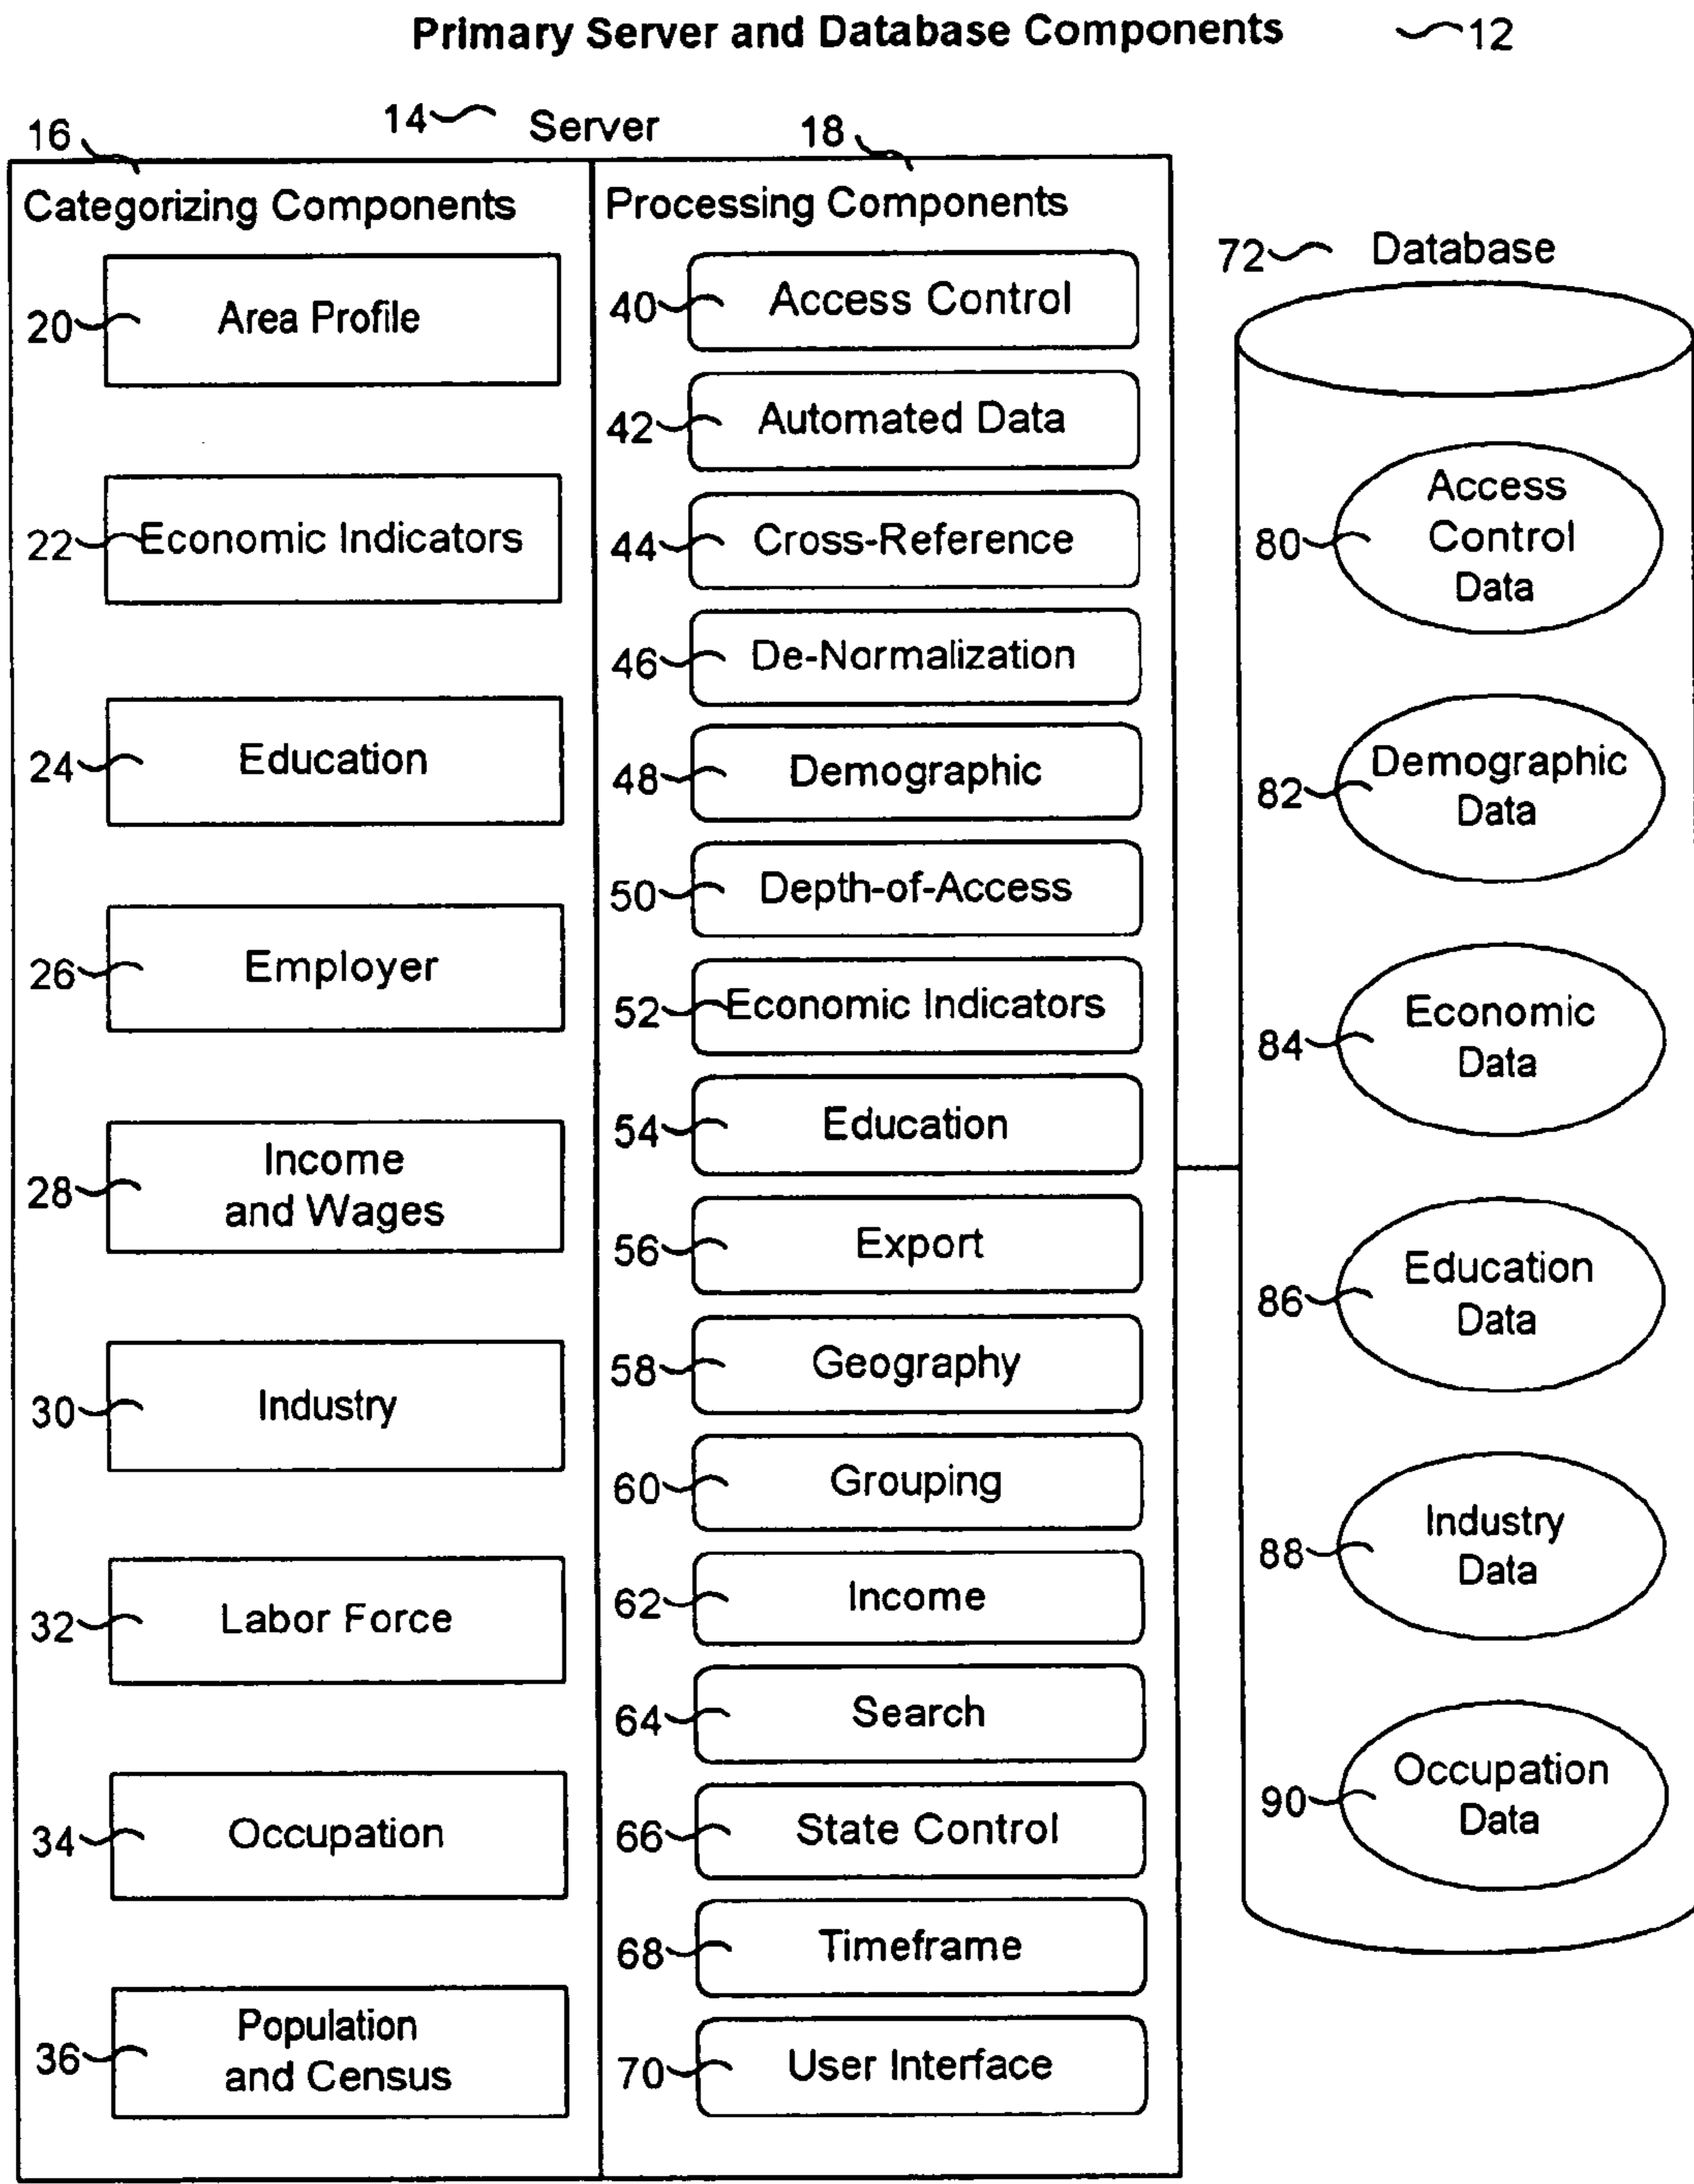 Primary Server and Database Components 12
14 Server
16
18
Categorizing Components
20 Area Profile
22 Economic Indicators
24 Education
26 Employer
28 Income
and Wages
30 Industry
32 Labor Force
34 Occupation
36 Population
and Census
Processing Components
40 Access Control
42 Automated Data
44 Cross-Reference
46 De-Normalization
48 Demographic
50 Depth-of-Access
52 Economic Indicators
54 Education
56 Export
58 Geography
60 Grouping
62 Income
64 Search
66 State Control
68 Timeframe
70 User Interface
72 Database
80 Access
Control
Data
82 Demographic
Data
84 Economic
Data
86 Education
Data
88 Industry
Data
90 Occupation
Data